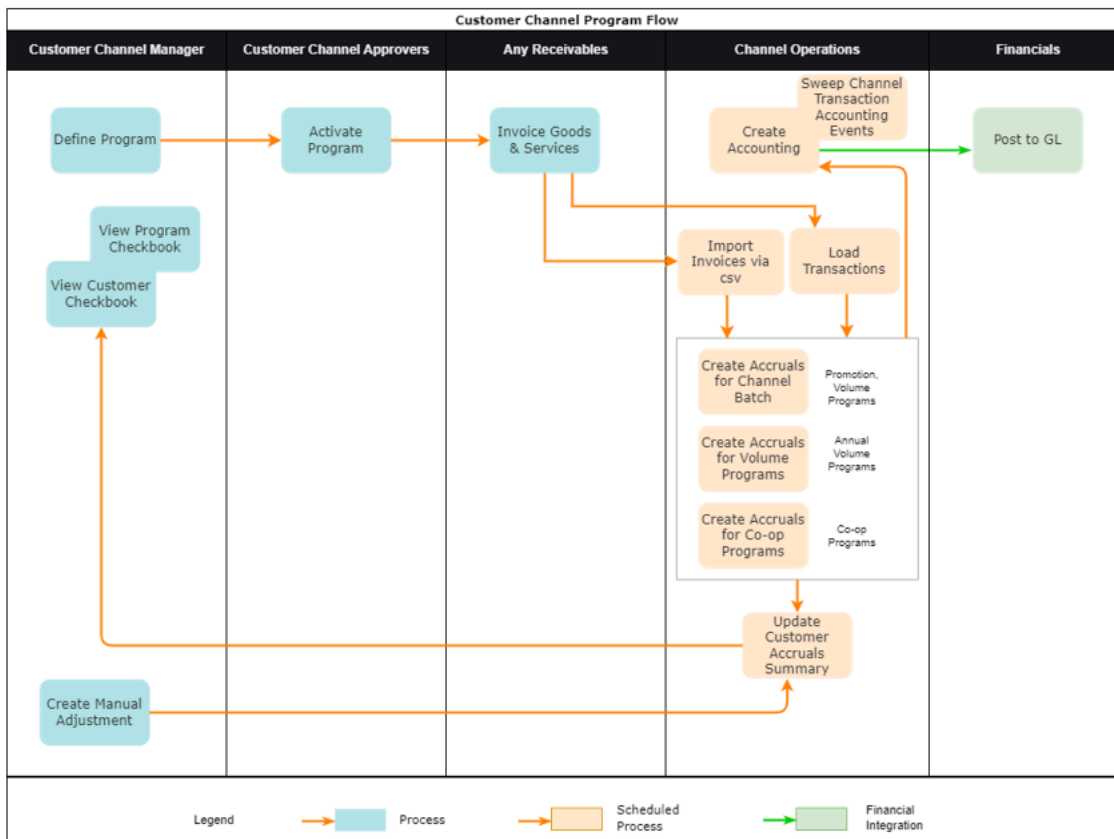 Customer Channel Program Flow
Customer Channel Manager
Customer Channel Approvers
Any Receivables
Channel Operations
Financials
Define Program
Activate
Program
Invoice Goods
& Services
Sweep Channel
Transaction
Accounting
Events
Create
Accounting
Post to GL
View Program
Checkbook
View Customer
Checkbook
Import
Invoices via
csv
Load
Transactions
Create Accruals
for Channel
Batch
Promotion,
Volume
Programs
Create Accruals
for Volume
Programs
Annual
Volume
Programs
Create Accruals
for Co-op
Programs
Co-op
Programs
Update
Customer
Accruals
Summary
Create Manual
Adjustment
Legend
Process
Scheduled
Process
Financial
Integration